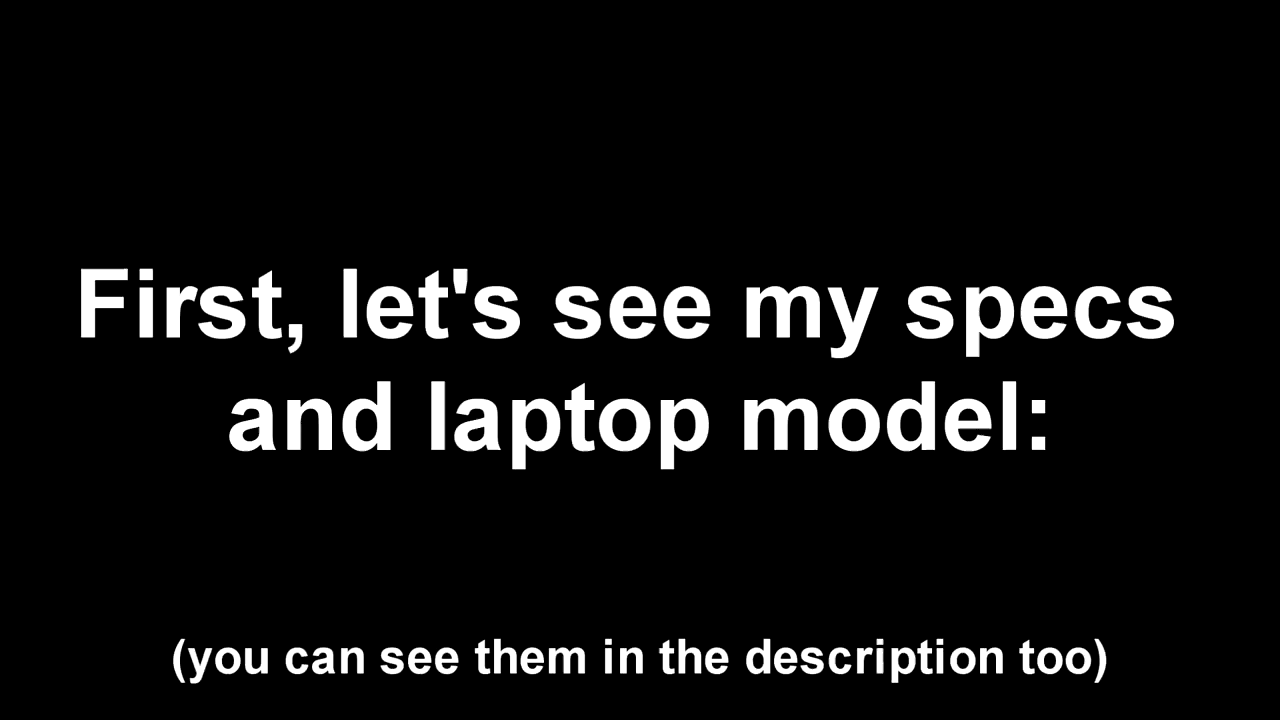 First, let's see my specs
and laptop model:
(you can see them in the description too)